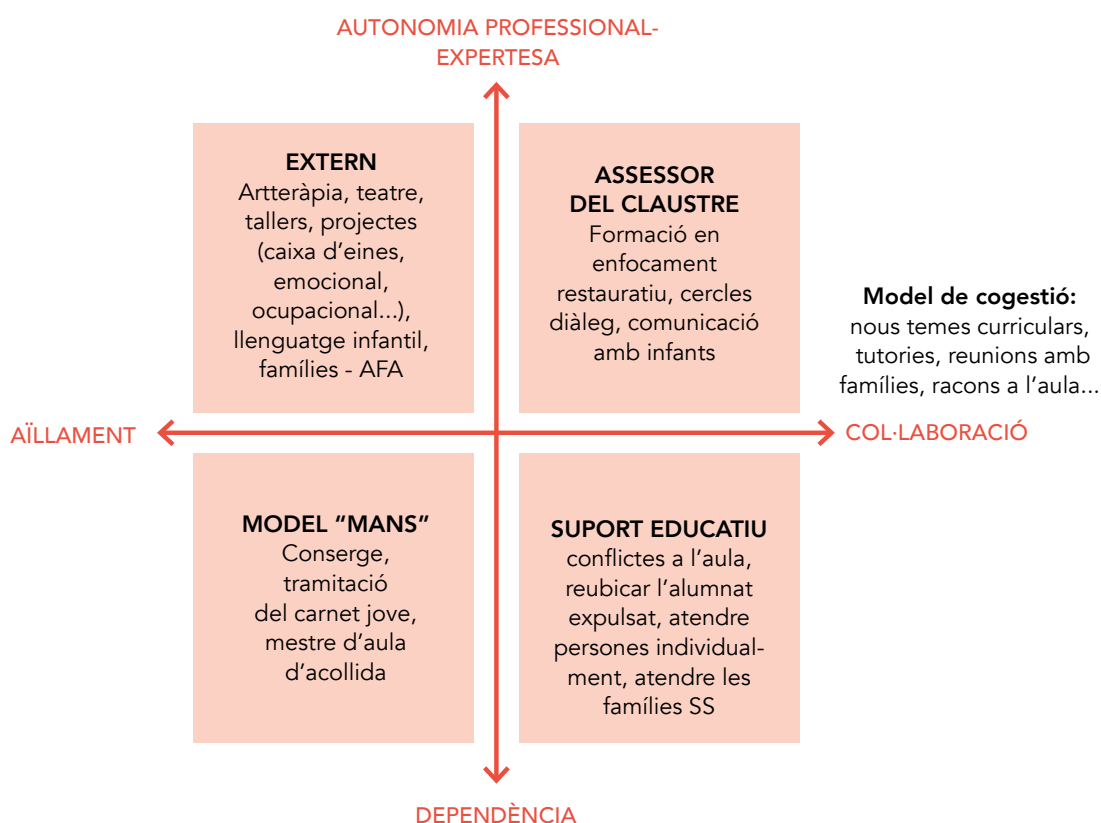 AUTONOMIA PROFESSIONAL-
EXPERTESA
EXTERN
Artteràpia, teatre,
tallers, projectes
(caixa d'eines,
emocional,
ocupacional...),
llenguatge infantil,
famílies - AFA
ASSESSOR
DEL CLAUSTRE
Formació en
enfocament
restauratiu, cercles
diàleg, comunicació
amb infants
Model de cogestió:
nous temes curriculars,
tutories, reunions amb
famílies, racons a l'aula...
AÏLLAMENT
COL·LABORACIÓ
MODEL “MANS”
Conserge,
tramitació
del carnet jove,
mestre d'aula
d'acollida
SUPORT EDUCATIU
conflictes a l'aula,
reubicar l'alumnat
expulsat, atendre
persones individual-
ment, atendre les
famílies SS
DEPENDÈNCIA